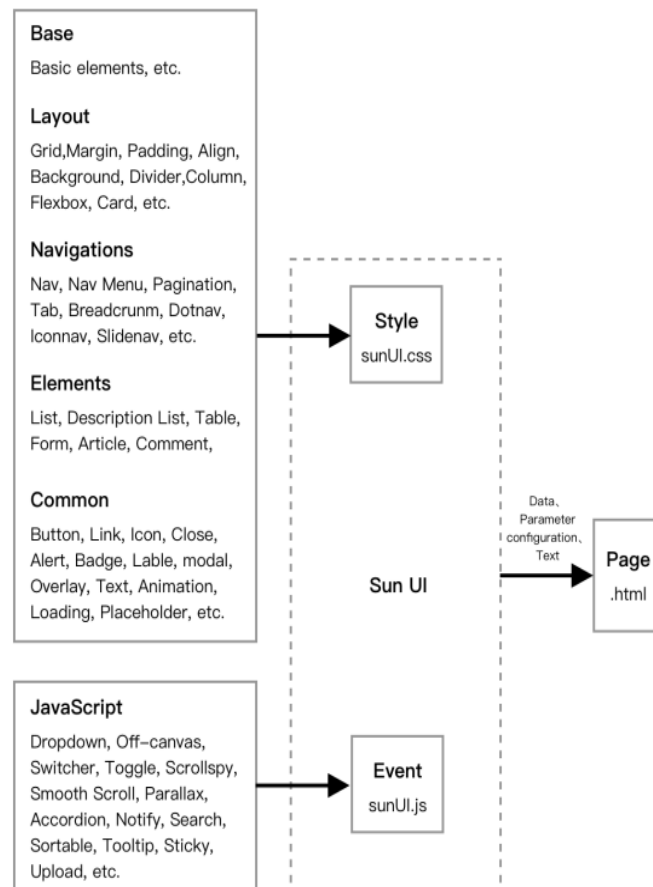 Base
Basic elements, etc.
Layout
Grid,Margin, Padding, Align,
Background, Divider,Column,
Flexbox, Card, etc.
Navigations
Nav, Nav Menu, Pagination,
Tab, Breadcrunm, Dotnav,
Iconnav, Slidenav, etc.
Elements
List, Description List, Table,
Form, Article, Comment,
Common
Button, Link, Icon, Close,
Alert, Badge, Lable, modal,
Overlay, Text, Animation,
Loading, Placeholder, etc.
JavaScript
Dropdown, Off-canvas,
Switcher, Toggle, Scrollspy,
Smooth Scroll, Parallax,
Accordion, Notify, Search,
Sortable, Tooltip, Sticky,
Upload, etc.
Style
sunUI.css
Sun UI
Event
sunUI.js
Data、
Parameter
configuration、
Text
Page
.html